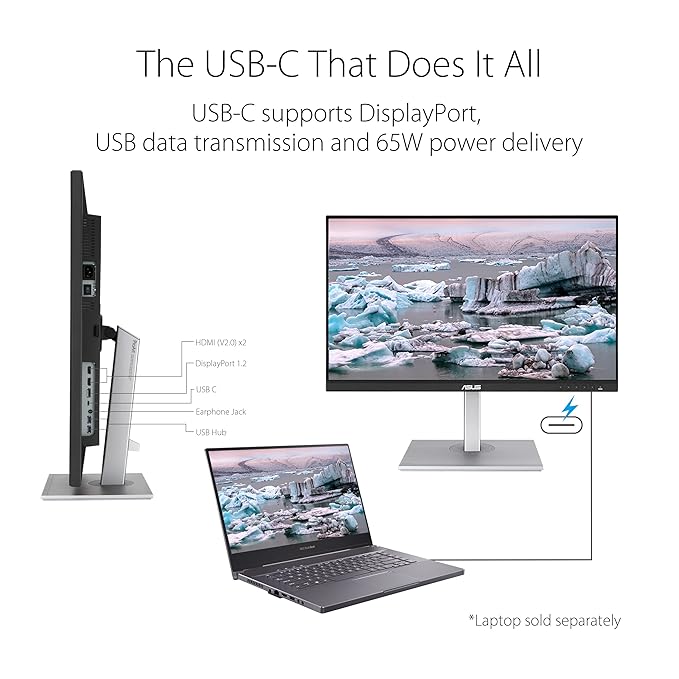 The USB-C That Does It All
USB-C supports DisplayPort,
USB data transmission and 65W power delivery
HDMI (V2.0) x2
DisplayPort 1.2
USB C
Earphone Jack
USB Hub
ProArt
ASUS
*Laptop sold separately